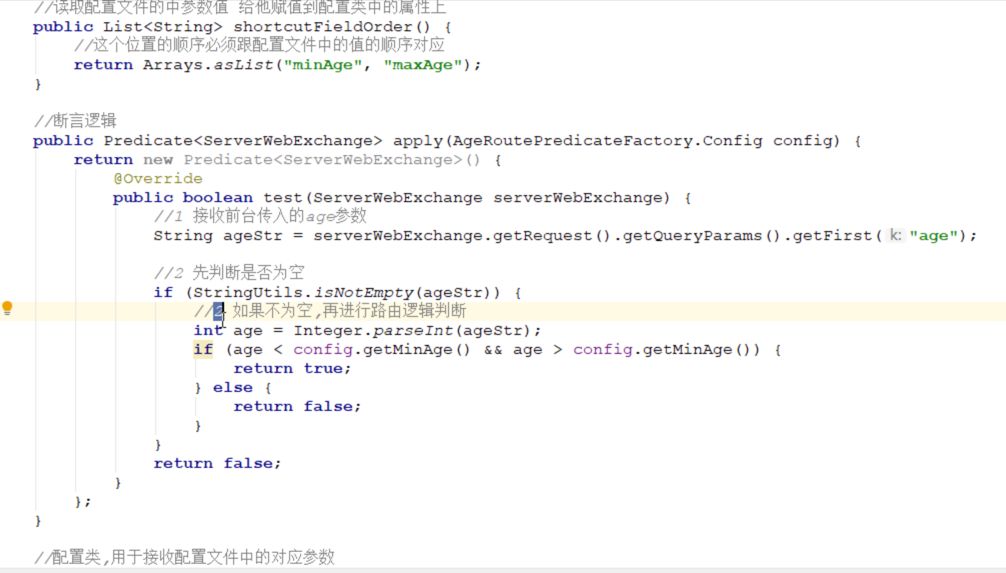 //读取配置文件的中参数值 给他赋值到配置类中的属性上
public List<String> shortcutFieldOrder() {
//这个位置的顺序必须跟配置文件中的值的顺序对应
return Arrays.asList("minAge", "maxAge");
}
//断言逻辑
public Predicate<ServerWebExchange> apply(AgeRoutePredicateFactory.Config config) {
return new Predicate<ServerWebExchange>() {
@Override
public boolean test(ServerWebExchange serverWebExchange) {
//1 接收前台传入的age参数
String ageStr = serverWebExchange.getRequest().getQueryParams().getFirst( k: "age");
//2 先判断是否为空
if (StringUtils.isNotEmpty(ageStr)) {
//2 如果不为空,再进行路由逻辑判断
int age = Integer.parseInt(ageStr);
if (age < config.getMinAge() && age > config.getMinAge()) {
return true;
} else {
return false;
}
}
return false;
}
};
}
//配置类,用于接收配置文件中的对应参数